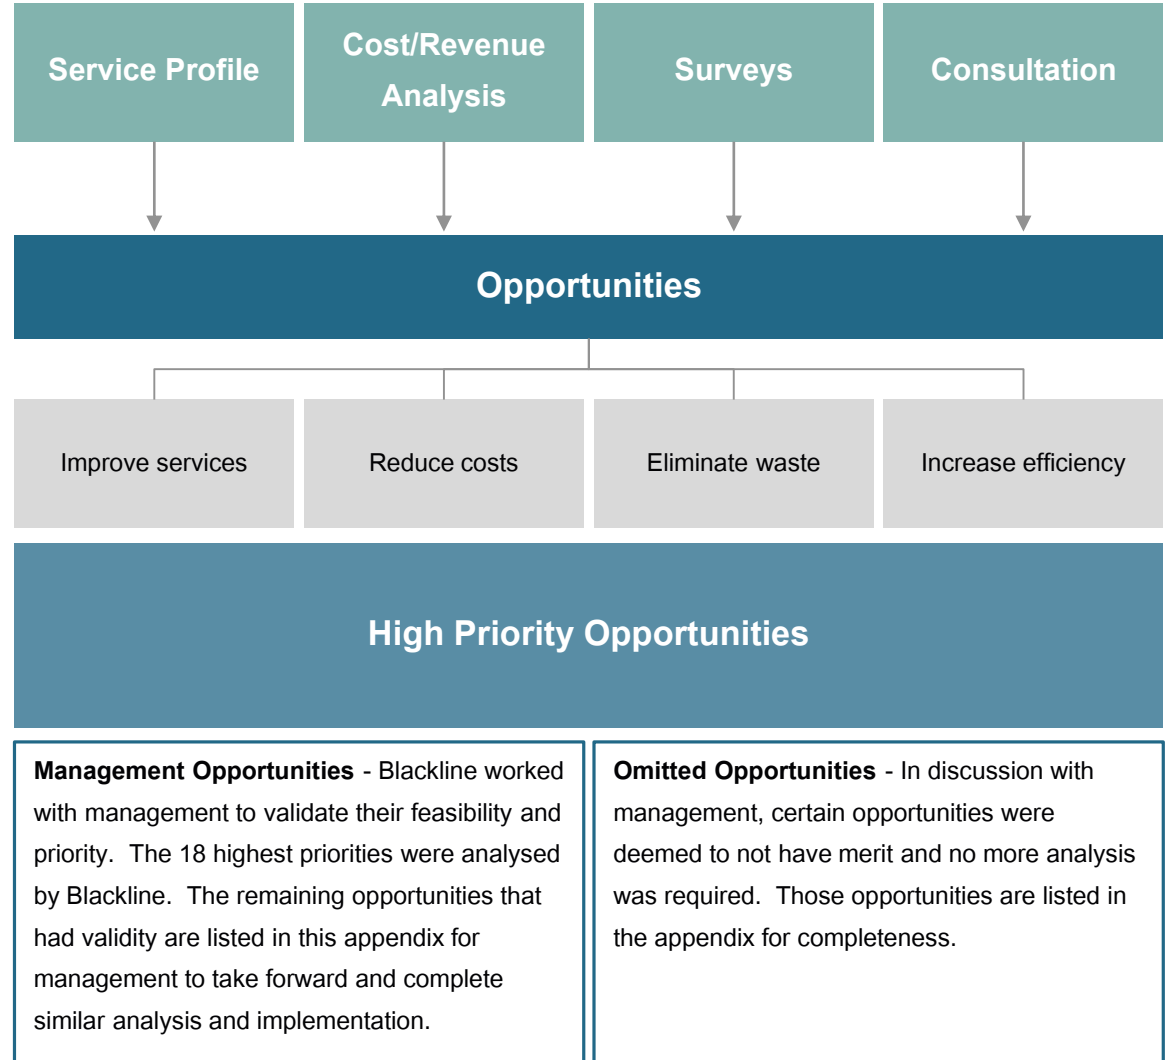 Service Profile
Cost/Revenue
Analysis
Surveys
Consultation
Opportunities
Improve services
Reduce costs
Eliminate waste
Increase efficiency
High Priority Opportunities
Management Opportunities - Blackline worked
with management to validate their feasibility and
priority.  The 18 highest priorities were analysed
by Blackline.  The remaining opportunities that
had validity are listed in this appendix for
management to take forward and complete
similar analysis and implementation.
Omitted Opportunities - In discussion with
management, certain opportunities were
deemed to not have merit and no more analysis
was required.  Those opportunities are listed in
the appendix for completeness.